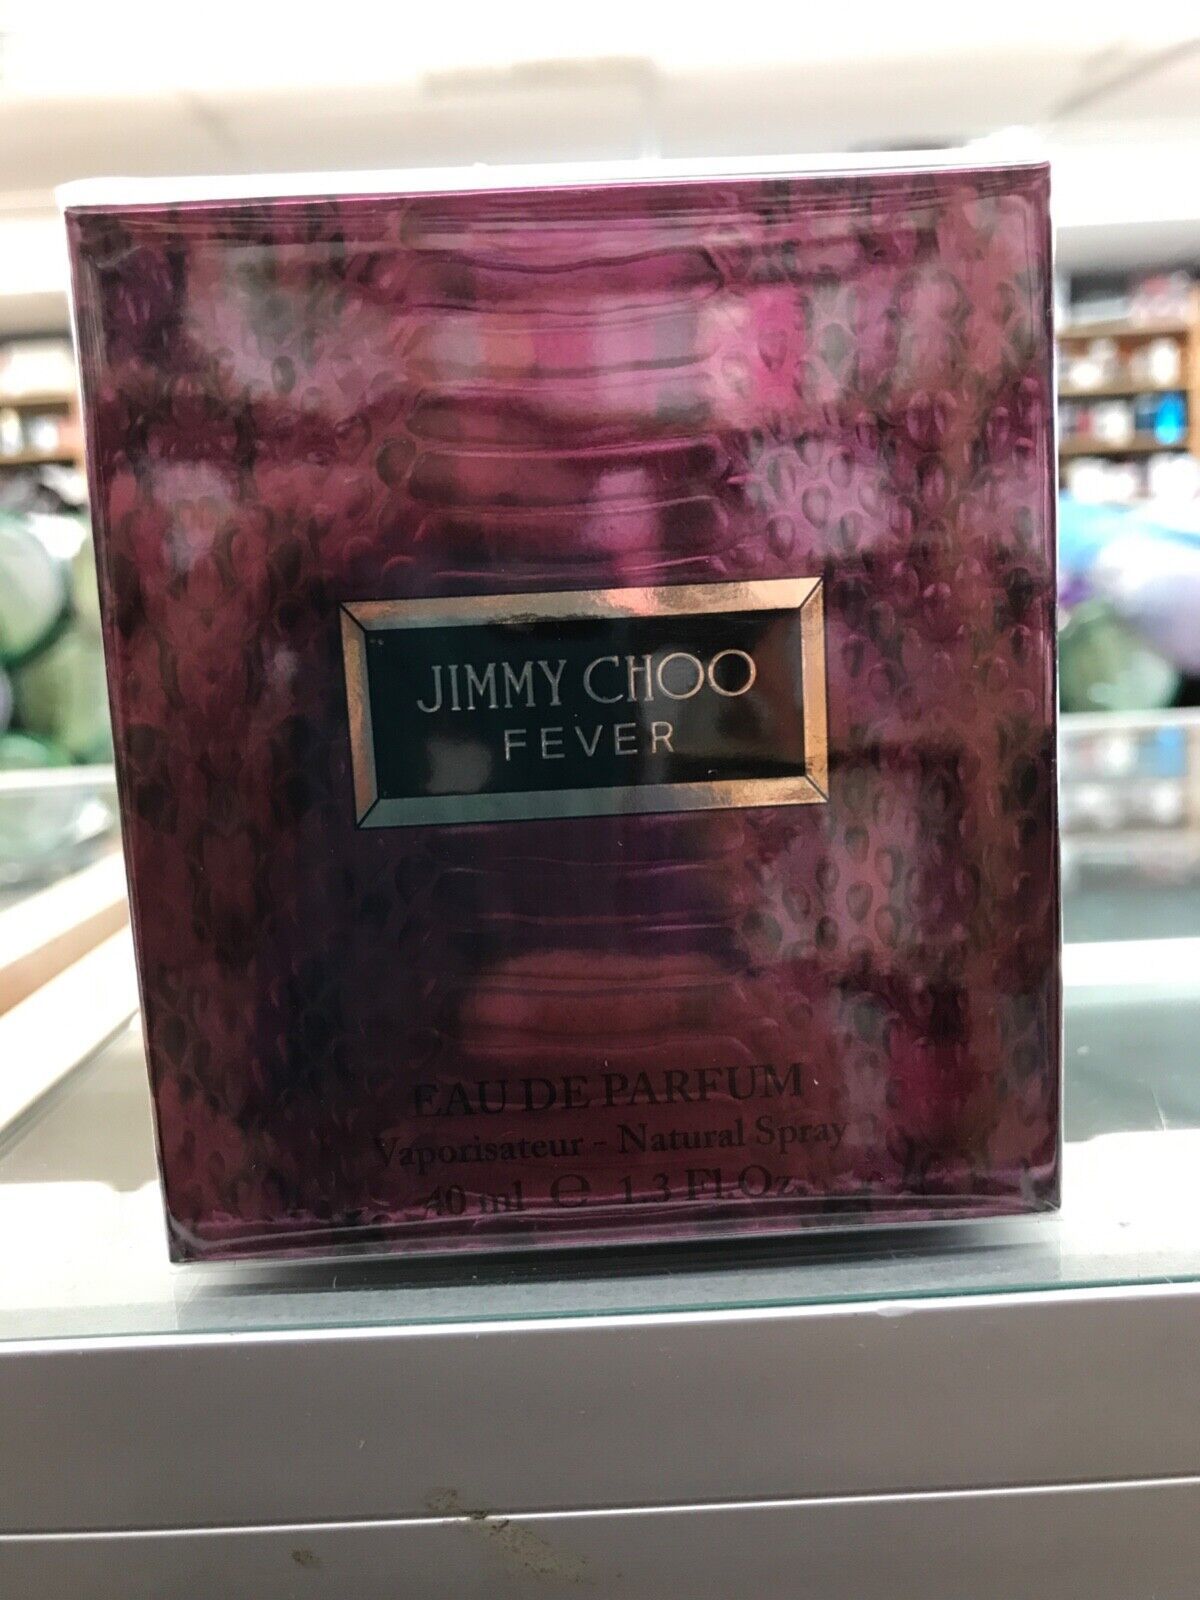 JIMMY CHOO
FEVER
EAU DE PARFUM
Vaporisateur - Natural Spray
40 ml ℮ 1.3 Fl.Oz.